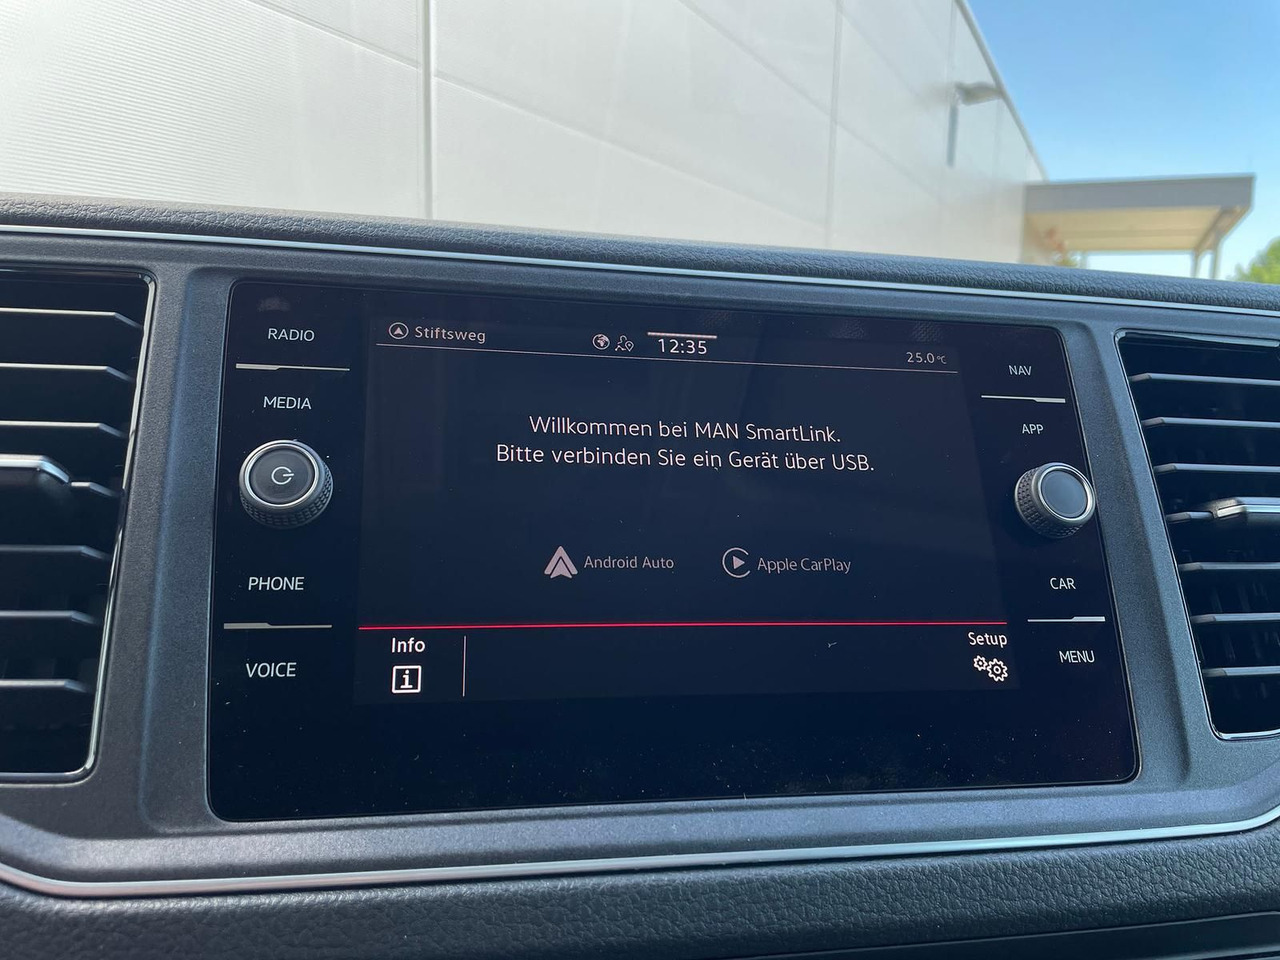 RADIO
MEDIA
PHONE
VOICE
Stiftsweg
12:35
25.0°C
Willkommen bei MAN SmartLink.
Bitte verbinden Sie ein Gerät über USB.
Android Auto
Apple CarPlay
Info
Setup
NAV
APP
CAR
MENU